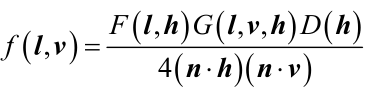 f(l,v) = F(l,h)G(l,v,h)D(h) / 4(n·h)(n·v)